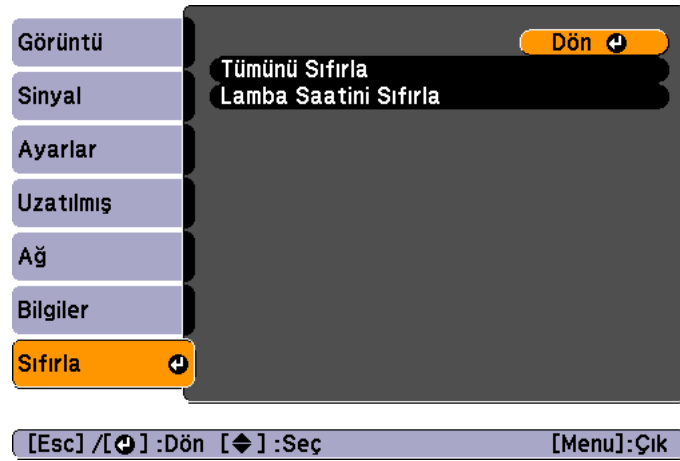 Görüntü
Sinyal
Ayarlar
Uzatılmış
Ağ
Bilgiler
Sıfırla
Dön
Tümünü Sıfırla
Lamba Saatini Sıfırla
[Esc] /[ ] :Dön [ ] :Seç [Menu]:Çık